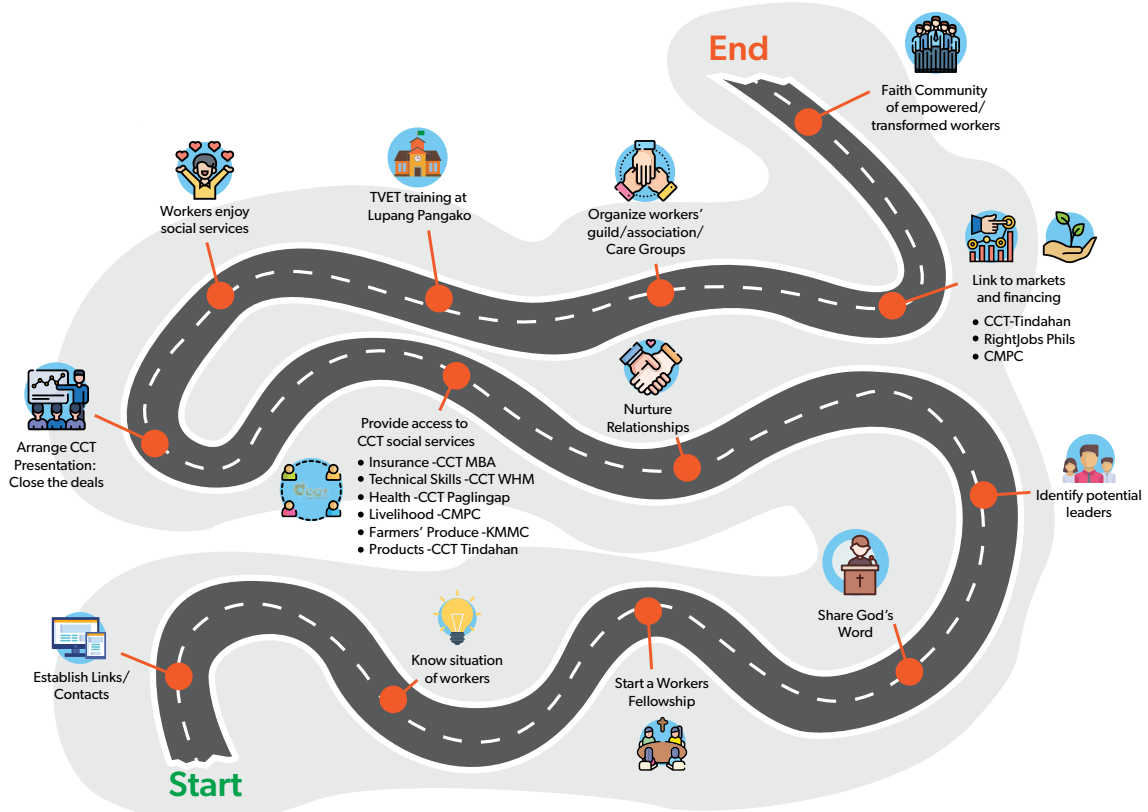 End
Faith Community
of empowered/
transformed workers
Workers enjoy
social services
TVET training at
Lupang Pangako
Organize workers'
guild/association/
Care Groups
Link to markets
and financing
• CCT-Tindahan
• RightJobs Phils
• CMPC
Arrange CCT
Presentation:
Close the deals
Provide access to
CCT social services
• Insurance -CCT MBA
• Technical Skills -CCT WHM
• Health -CCT Paglingap
• Livelihood -CMPC
• Farmers' Produce -KMMC
• Products -CCT Tindahan
Nurture
Relationships
Identify potential
leaders
Share God's
Word
Establish Links/
Contacts
Know situation
of workers
Start a Workers
Fellowship
Start